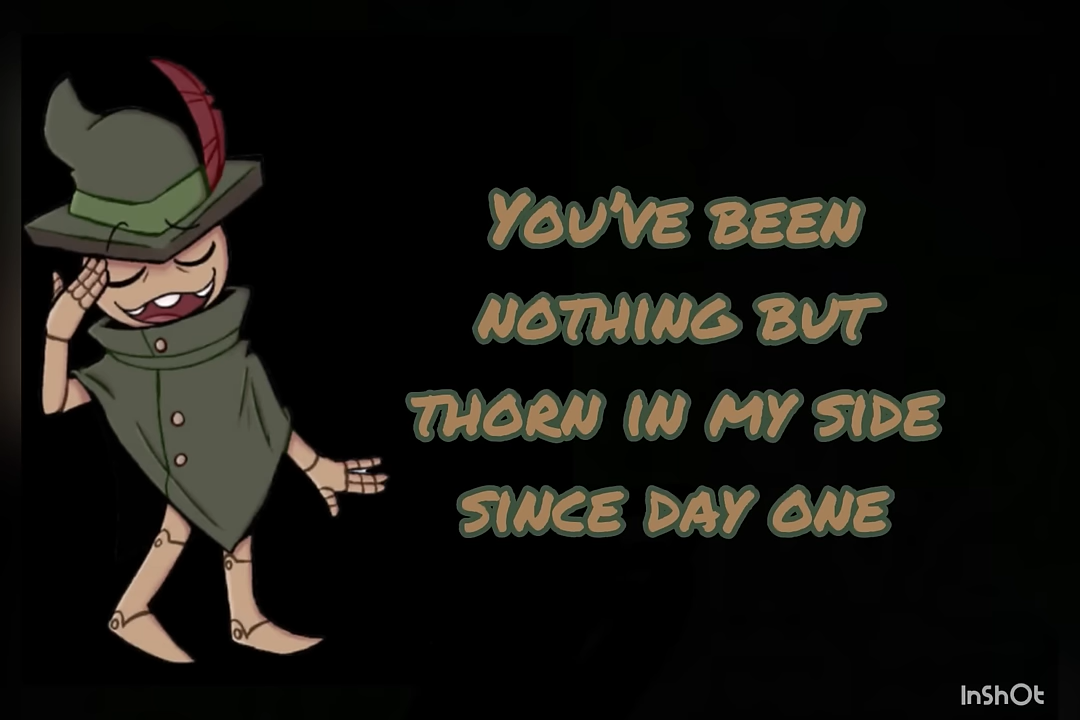 You've been
nothing but
thorn in my side
since day one
InShOt